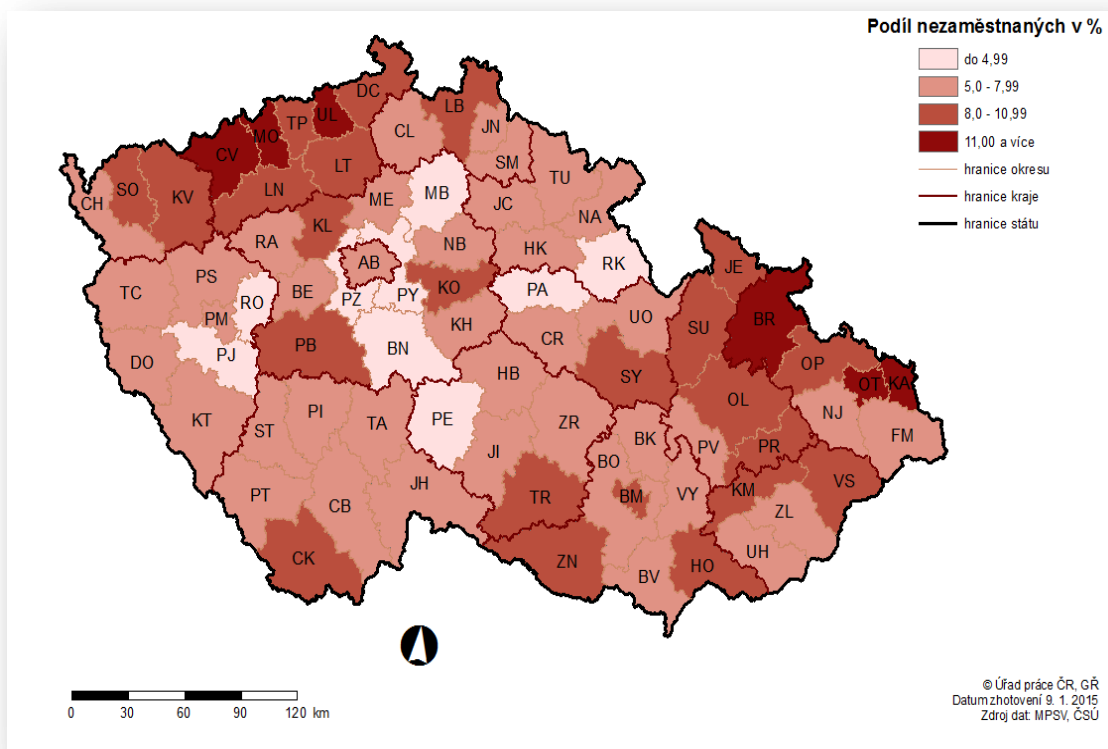 Podíl nezaměstnaných v %
do 4,99
5,0 - 7,99
8,0 - 10,99
11,00 a více
hranice okresu
hranice kraje
hranice státu
DC
LB
UL
TP
MO
JN
CL
CV
SM
LT
TU
SO
KV
LN
MB
ME
CH
JC
NA
KL
RA
NB
HK
AB
RK
JE
PS
TC
RO
BE
PZ
PY
KO
PA
PM
UO
SU
BR
KH
CR
PB
BN
PJ
DO
OP
HB
SY
OT
KA
OL
NJ
PI
PE
KT
ST
TA
ZR
FM
BK
PV
PR
JI
BO
VS
JH
KM
PT
TR
BM
VY
CB
ZL
UH
CK
ZN
HO
BV
0 30 60 90 120 km
© Úřad práce ČR, GŘ
Datum zhotovení 9. 1. 2015
Zdroj dat: MPSV, ČSÚ